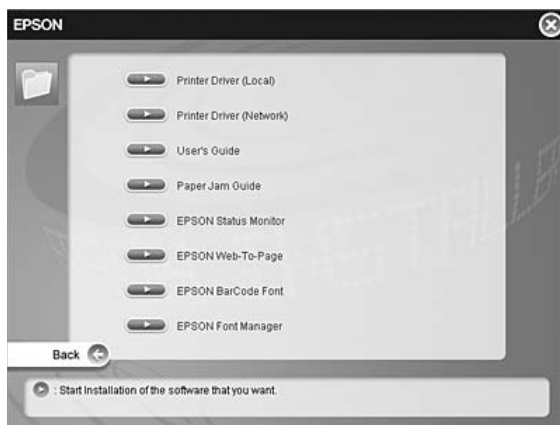 EPSON
Printer Driver (Local)
Printer Driver (Network)
User's Guide
Paper Jam Guide
EPSON Status Monitor
EPSON Web-To-Page
EPSON BarCode Font
EPSON Font Manager
Back
: Start Installation of the software that you want.